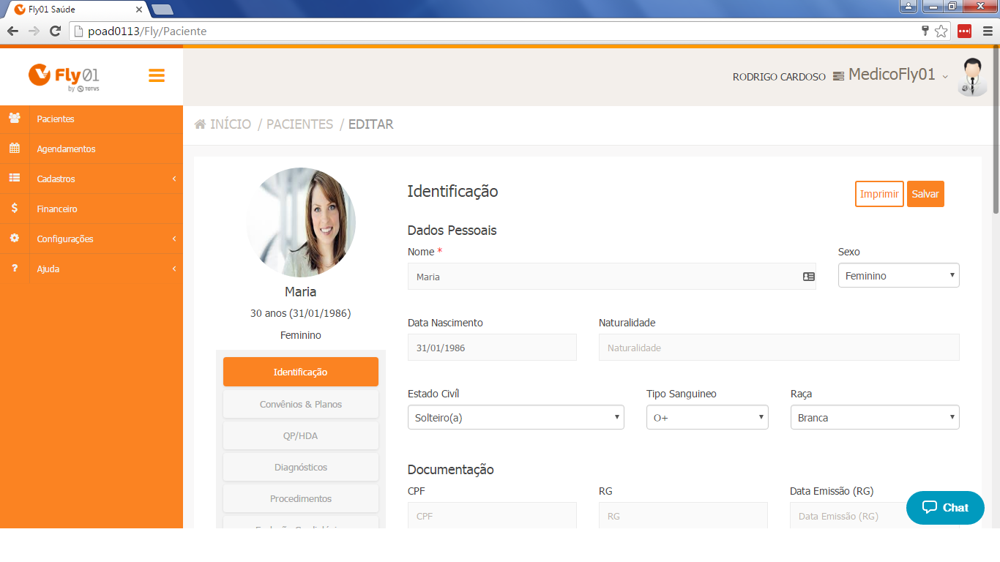 Fly01 Saúde
poad0113/Fly/Paciente
Fly01
by TOTVS
RODRIGO CARDOSO MedicoFly01
Pacientes
Agendamentos
Cadastros
Financeiro
Configurações
Ajuda
INÍCIO / PACIENTES / EDITAR
Maria
30 anos (31/01/1986)
Feminino
Identificação
Convênios & Planos
QP/HDA
Diagnósticos
Procedimentos
Identificação
Imprimir
Salvar
Dados Pessoais
Nome *
Sexo
Maria
Feminino
Data Nascimento
Naturalidade
31/01/1986
Naturalidade
Estado Civíl
Tipo Sanguineo
Raça
Solteiro(a)
O+
Branca
Documentação
CPF
RG
Data Emissão (RG)
CPF
RG
Data Emissão (RG)
Chat